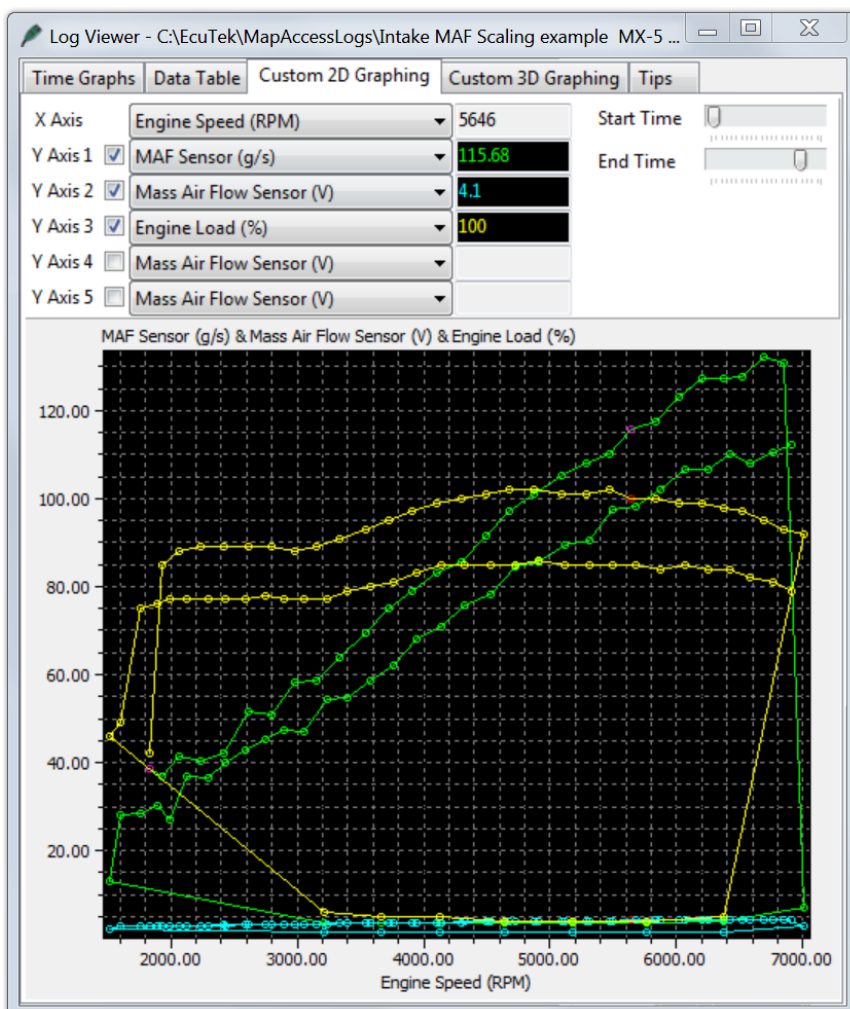 Log Viewer - C:\EcuTek\MapAccessLogs\Intake MAF Scaling example  MX-5 ...
Time Graphs Data Table Custom 2D Graphing Custom 3D Graphing Tips
X Axis Engine Speed (RPM) 5646 Start Time
Y Axis 1 MAF Sensor (g/s) 115.68 End Time
Y Axis 2 Mass Air Flow Sensor (V) 4.1
Y Axis 3 Engine Load (%) 100
Y Axis 4 Mass Air Flow Sensor (V)
Y Axis 5 Mass Air Flow Sensor (V)
MAF Sensor (g/s) & Mass Air Flow Sensor (V) & Engine Load (%)
120.00
100.00
80.00
60.00
40.00
20.00
2000.00 3000.00 4000.00 5000.00 6000.00 7000.00
Engine Speed (RPM)